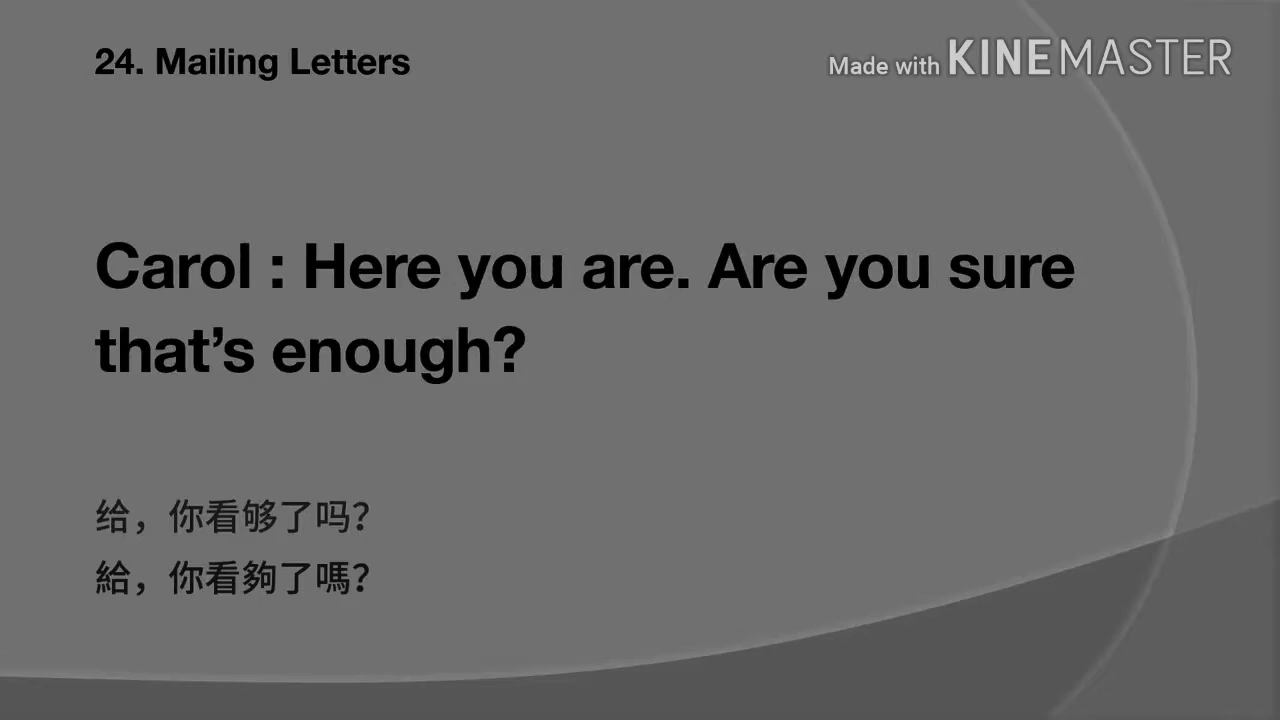 24. Mailing Letters
Made with KINEMASTER
Carol : Here you are. Are you sure
that’s enough?
给，你看够了吗？
給，你看夠了嗎？